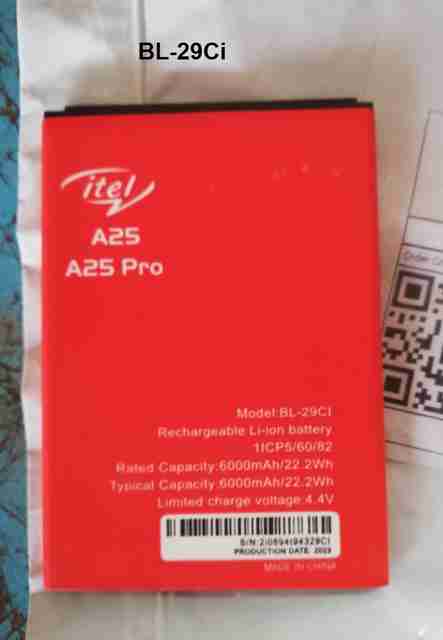 BL-29Ci
itel
A25
A25 Pro
Order
Model:BL-29CI
Rechargeable Li-ion battery
1ICP5/60/82
Rated Capacity:6000mAh/22.2Wh
Typical Capacity:6000mAh/22.2Wh
Limited charge voltage:4.4V
PRODUCTION DATE 2023
MADE IN CHINA